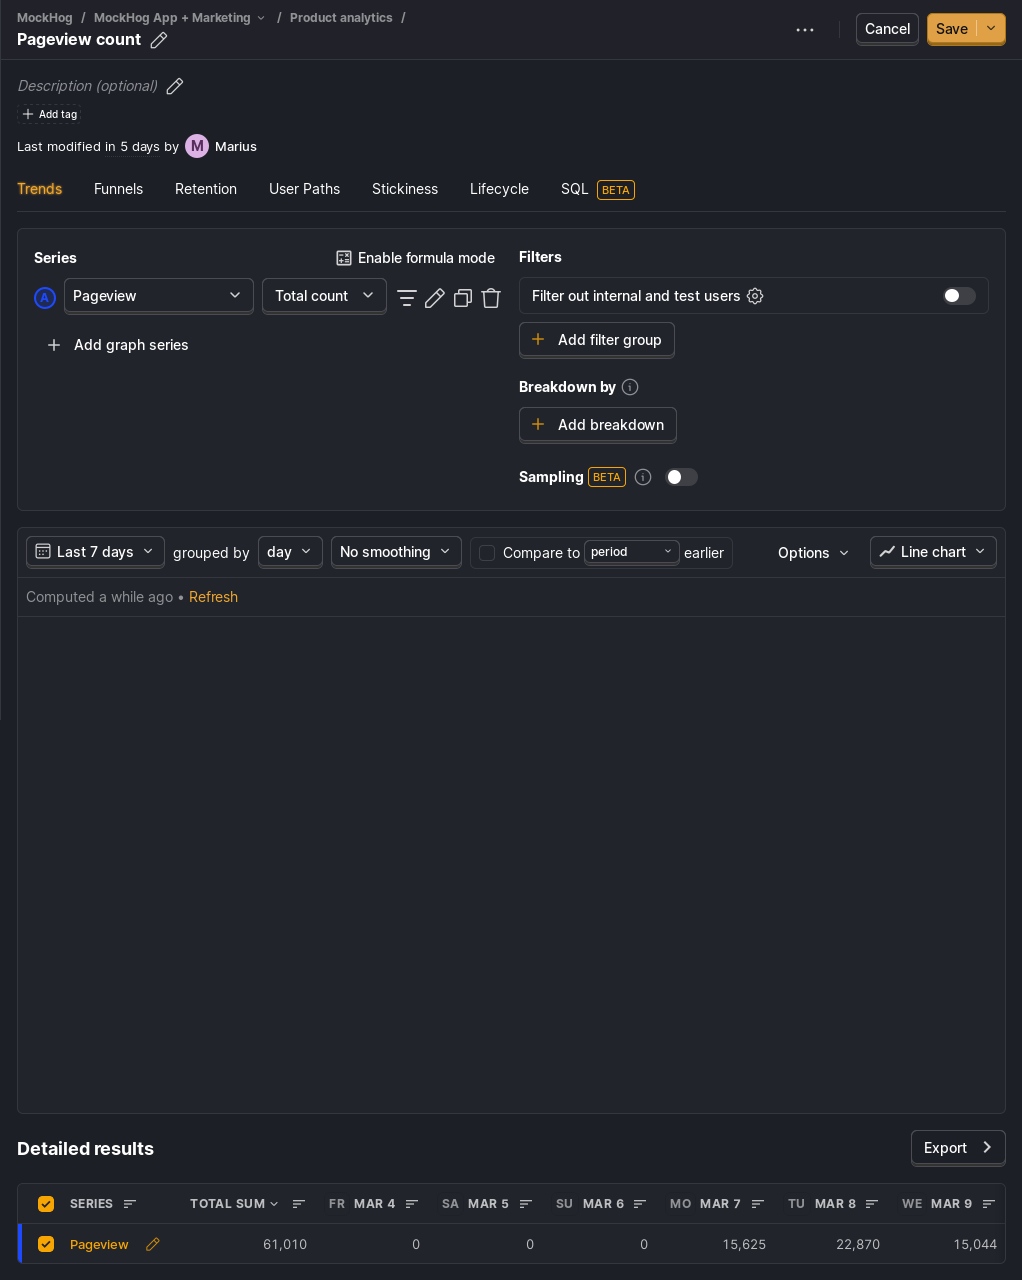 MockHog / MockHog App + Marketing / Product analytics /
Pageview count
Cancel
Save
Description (optional)
Add tag
Last modified in 5 days by M Marius
Trends Funnels Retention User Paths Stickiness Lifecycle SQL BETA
Series
Enable formula mode
A Pageview Total count
Add graph series
Filters
Filter out internal and test users
Add filter group
Breakdown by
Add breakdown
Sampling BETA
Last 7 days grouped by day No smoothing Compare to period earlier Options Line chart
Computed a while ago • Refresh
Detailed results
Export
SERIES TOTAL SUM FR MAR 4 SA MAR 5 SU MAR 6 MO MAR 7 TU MAR 8 WE MAR 9
Pageview 61,010 0 0 0 15,625 22,870 15,044